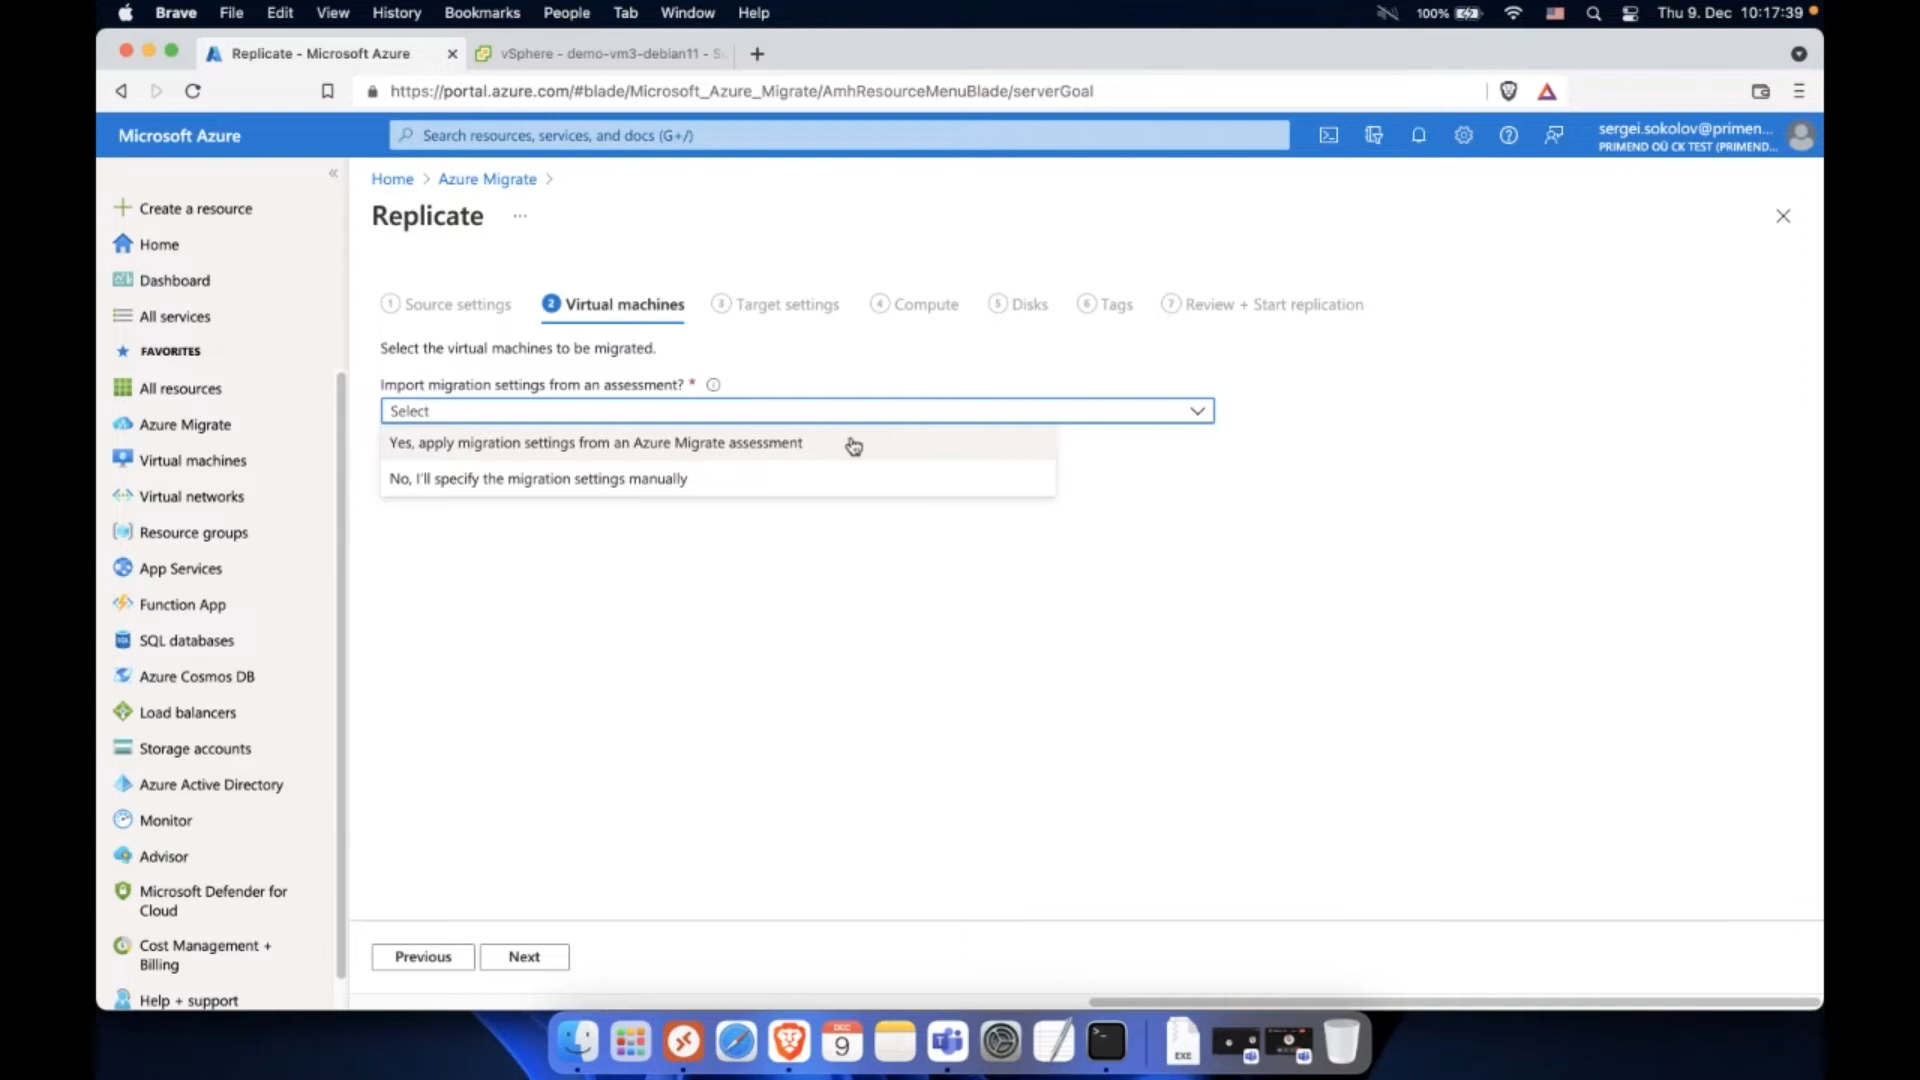 Brave File Edit View History Bookmarks People Tab Window Help 100% Thu 9. Dec 10:17:39
Replicate - Microsoft Azure vSphere - demo-vm3-debian11 - S
https://portal.azure.com/#blade/Microsoft_Azure_Migrate/AmhResourceMenuBlade/serverGoal
Microsoft Azure
Search resources, services, and docs (G+/)
sergei.sokolov@primen...
PRIMEND OÜ CK TEST (PRIMEND...
«
Create a resource
Home
Dashboard
All services
FAVORITES
All resources
Azure Migrate
Virtual machines
Virtual networks
Resource groups
App Services
Function App
SQL databases
Azure Cosmos DB
Load balancers
Storage accounts
Azure Active Directory
Monitor
Advisor
Microsoft Defender for
Cloud
Cost Management +
Billing
Help + support
Home > Azure Migrate >
Replicate ...
1 Source settings 2 Virtual machines 3 Target settings 4 Compute 5 Disks 6 Tags 7 Review + Start replication
Select the virtual machines to be migrated.
Import migration settings from an assessment? *
Select
Yes, apply migration settings from an Azure Migrate assessment
No, I'll specify the migration settings manually
Previous Next
DEC
9
EXE